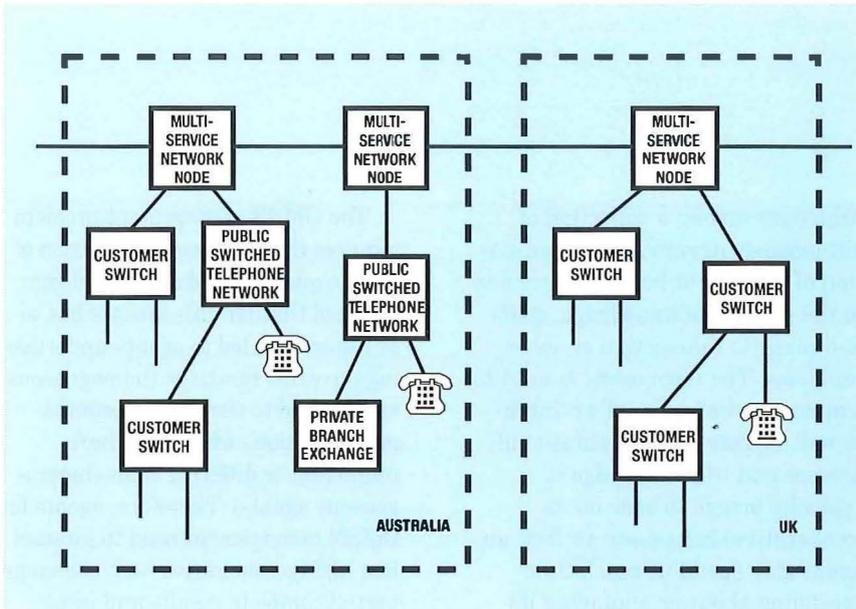 MULTI-
SERVICE
NETWORK
NODE
MULTI-
SERVICE
NETWORK
NODE
MULTI-
SERVICE
NETWORK
NODE
CUSTOMER
SWITCH
PUBLIC
SWITCHED
TELEPHONE
NETWORK
PUBLIC
SWITCHED
TELEPHONE
NETWORK
CUSTOMER
SWITCH
CUSTOMER
SWITCH
CUSTOMER
SWITCH
PRIVATE
BRANCH
EXCHANGE
CUSTOMER
SWITCH
AUSTRALIA
UK